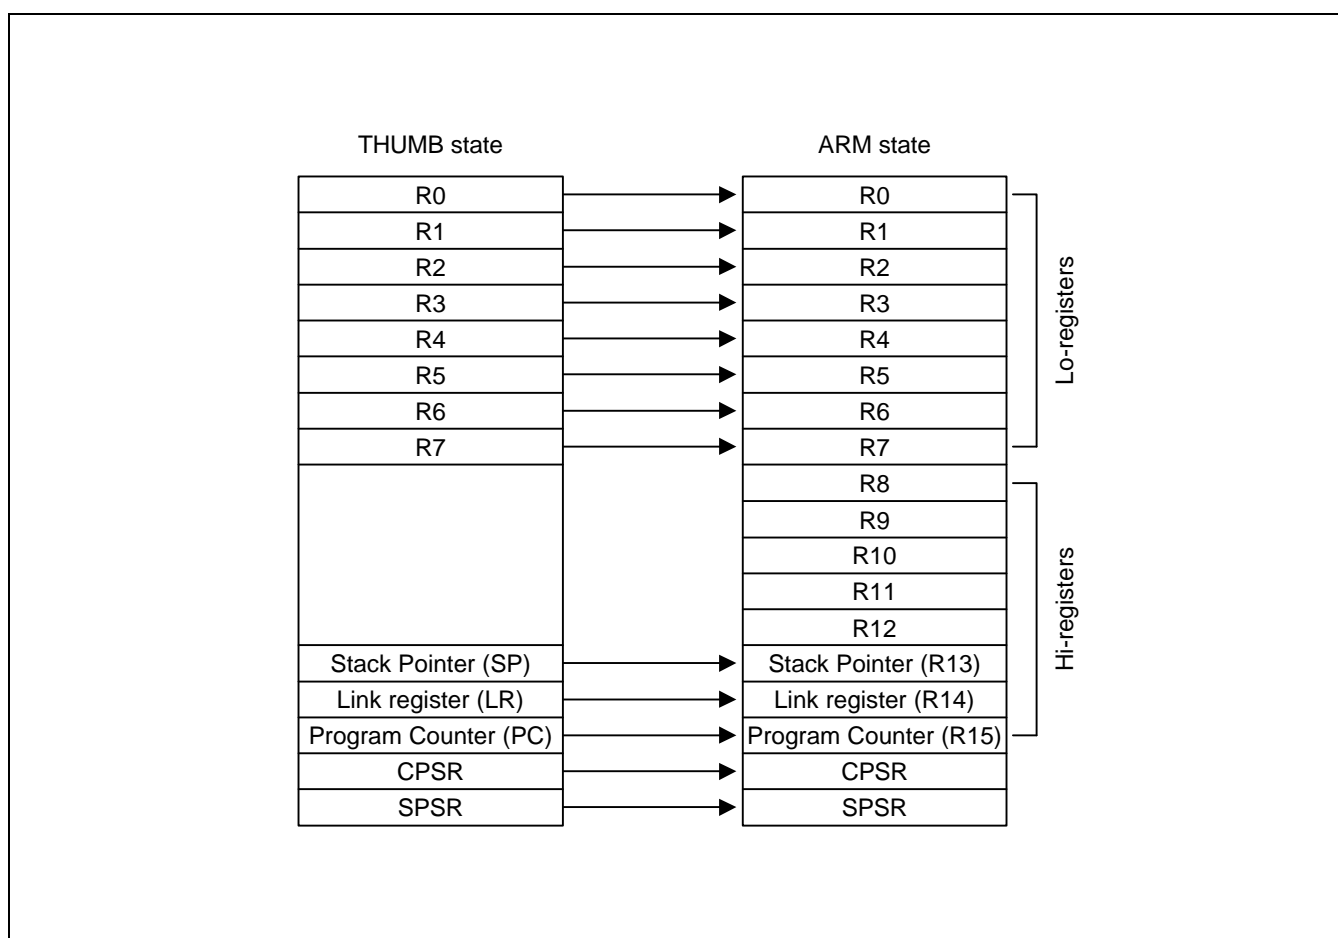 THUMB state
R0
R1
R2
R3
R4
R5
R6
R7
Stack Pointer (SP)
Link register (LR)
Program Counter (PC)
CPSR
SPSR
ARM state
R0
R1
R2
R3
R4
R5
R6
R7
R8
R9
R10
R11
R12
Stack Pointer (R13)
Link register (R14)
Program Counter (R15)
CPSR
SPSR
Lo-registers
Hi-registers